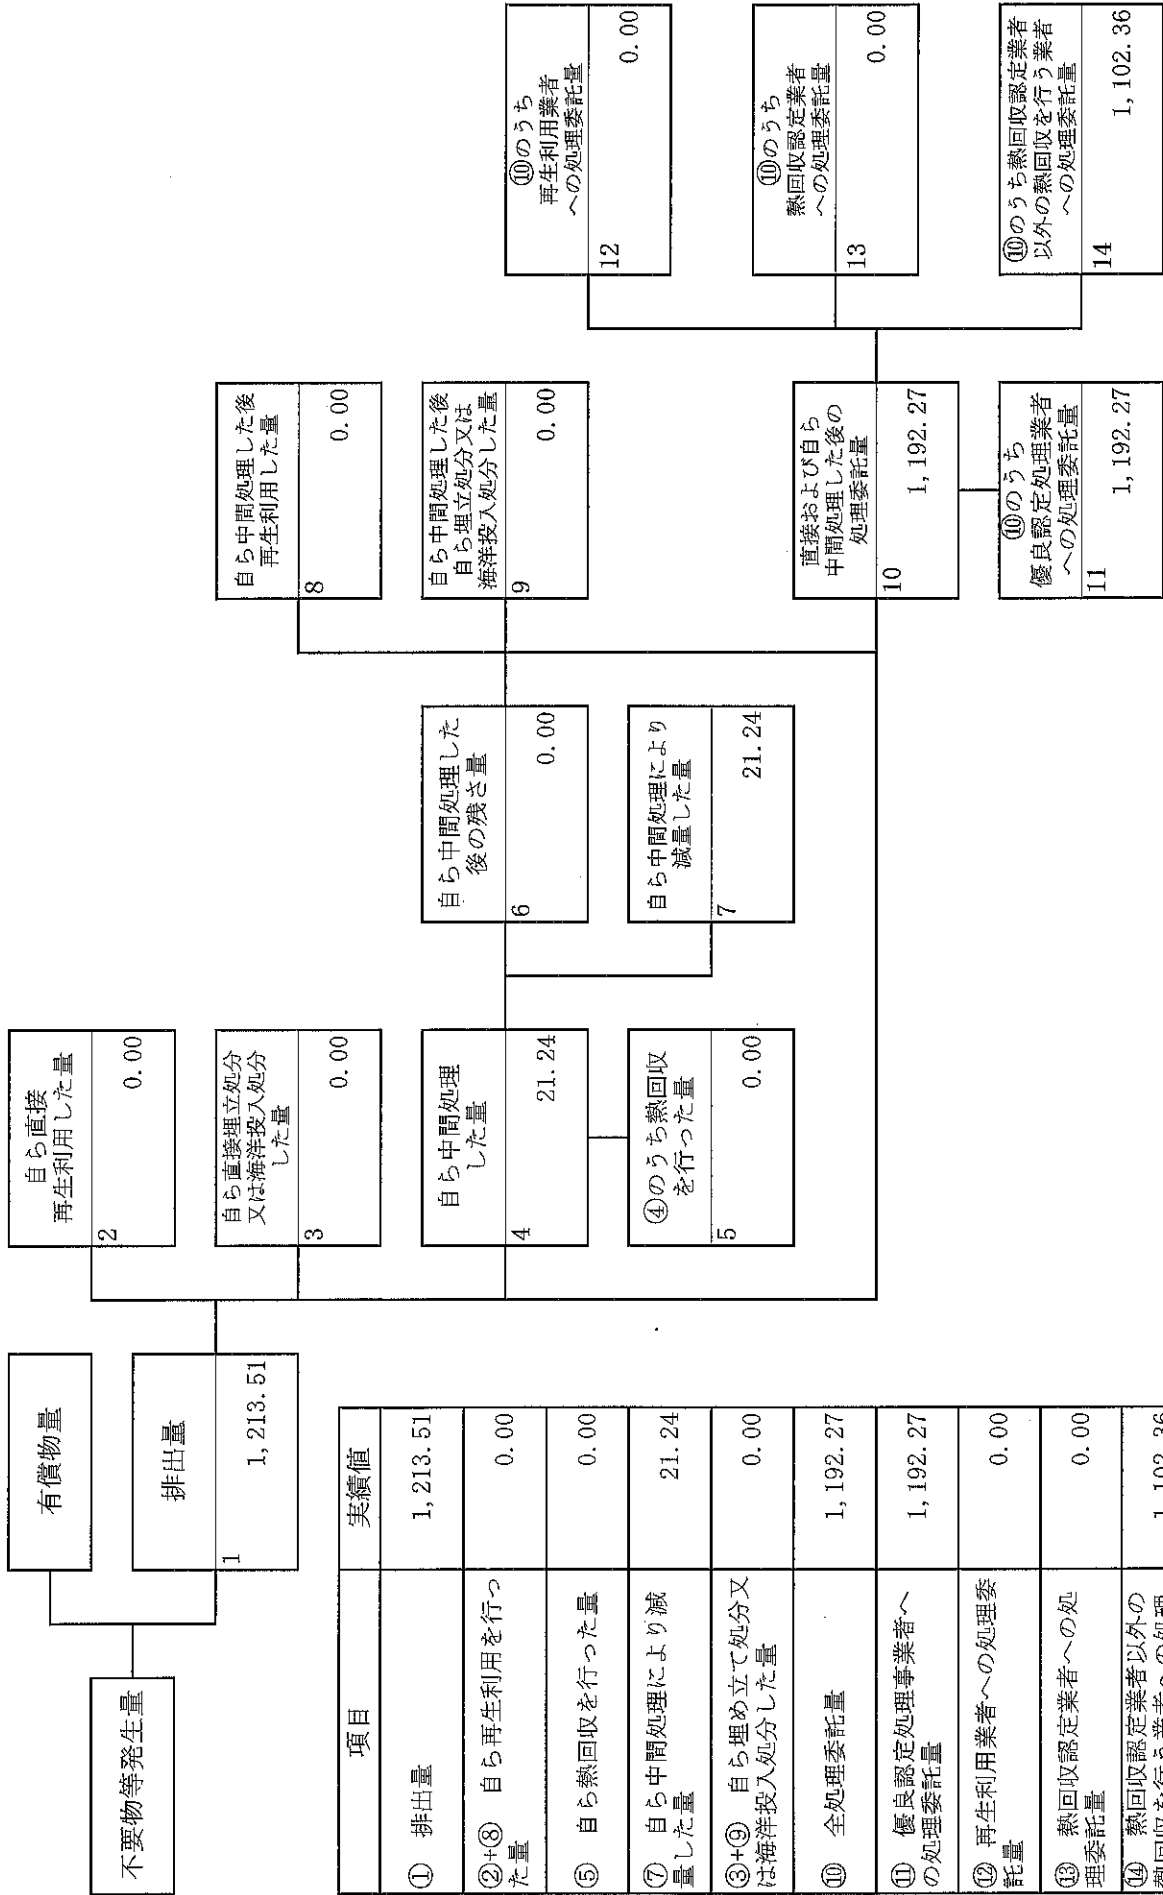 不要物等発生量
有償物量
排出量
1
1,213.51
自ら直接
再生利用した量
2
0.00
自ら直接埋立処分
又は海洋投入処分
した量
3
0.00
自ら中間処理
した量
4
21.24
④のうち熱回収
を行った量
5
0.00
自ら中間処理した
後の残さ量
6
0.00
自ら中間処理により
減量した量
7
21.24
自ら中間処理した後
再生利用した量
8
0.00
自ら中間処理した後
自ら埋立処分又は
海洋投入処分した量
9
0.00
直接および自ら
中間処理した後の
処理委託量
10
1,192.27
⑩のうち
優良認定処理業者
への処理委託量
11
1,192.27
⑩のうち
再生利用業者
への処理委託量
12
0.00
⑩のうち
熱回収認定業者
への処理委託量
13
0.00
⑩のうち熱回収認定業者
以外の熱回収を行う業者
への処理委託量
14
1,102.36
項目 実績値
① 排出量 1,213.51
②+⑧ 自ら再生利用を行っ
た量 0.00
⑤ 自ら熱回収を行った量 0.00
⑦ 自ら中間処理により減
量した量 21.24
③+⑨ 自ら埋め立て処分又
は海洋投入処分した量 0.00
⑩ 全処理委託量 1,192.27
⑪ 優良認定処理事業者へ
の処理委託量 1,192.27
⑫ 再生利用業者への処理委
託量 0.00
⑬ 熱回収認定業者への処
理委託量 0.00
⑭ 熱回収認定業者以外の
熱回収を行う業者への処理 1,102.36